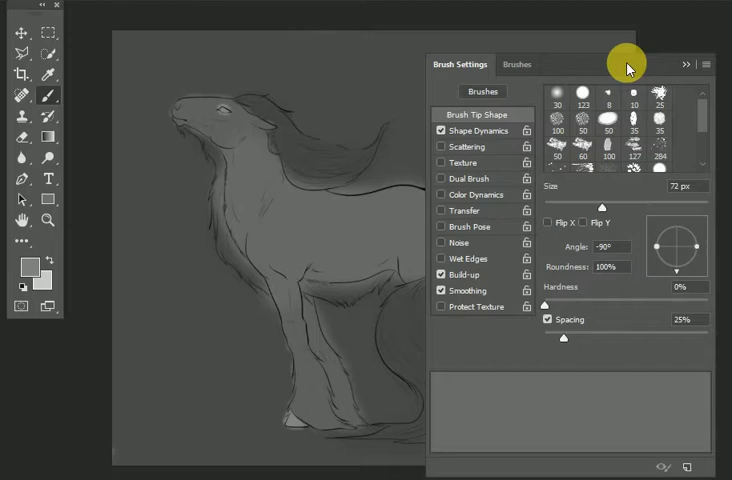 Brush Settings Brushes
Brushes
Brush Tip Shape
Shape Dynamics
Scattering
Texture
Dual Brush
Color Dynamics
Transfer
Brush Pose
Noise
Wet Edges
Build-up
Smoothing
Protect Texture
30 123 8 10 25
100 50 50 35 35
50 60 100 127 284
Size 72 px
Flip X Flip Y
Angle: -90°
Roundness: 100%
Hardness 0%
Spacing 25%